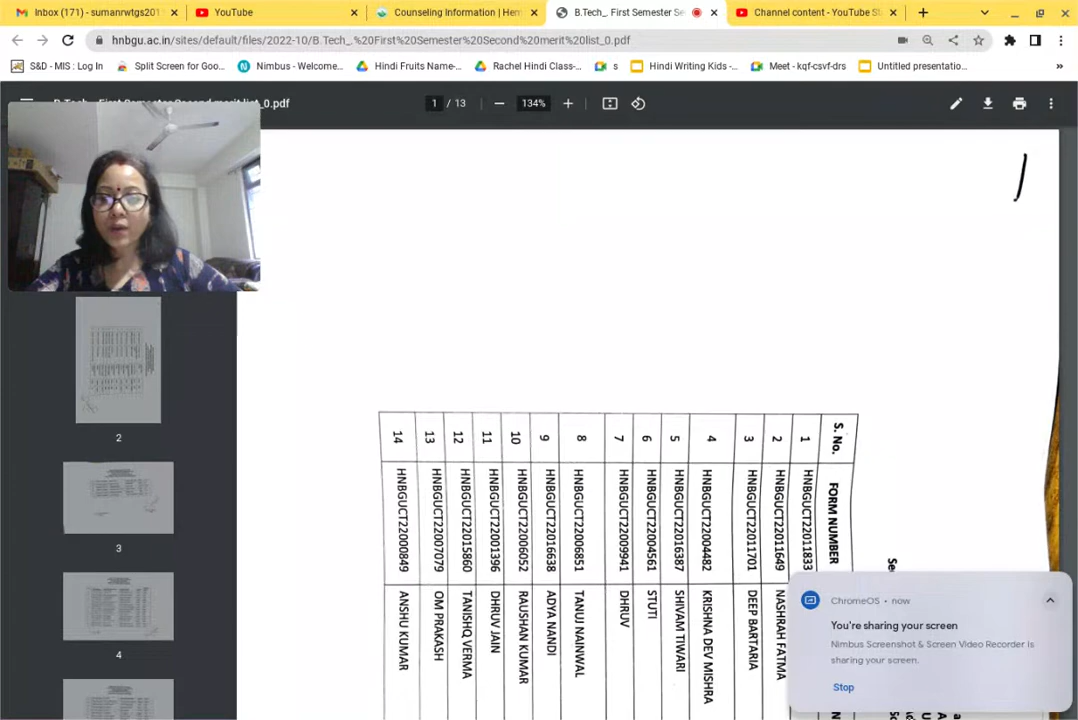 Inbox (171) - sumanrwtgs201
YouTube
Counseling Information | Hem
B.Tech_. First Semester Se
Channel content - YouTube St
hnbgu.ac.in/sites/default/files/2022-10/B.Tech_.%20First%20Semester%20Second%20merit%20list_0.pdf
S&D - MIS : Log In
Split Screen for Goo...
Nimbus - Welcome...
Hindi Fruits Name-...
Rachel Hindi Class-...
s
Hindi Writing Kids -...
Meet - kqf-csvf-drs
Untitled presentatio...
»
list_0.pdf
1 / 13
134%
2
3
4
1
S. No. FORM NUMBER
1 HNBGUCT22011833
2 HNBGUCT22011649 NASHRAH FATMA
3 HNBGUCT22011701 DEEP BARTARIA
4 HNBGUCT22004482 KRISHNA DEV MISHRA
5 HNBGUCT22016387 SHIVAM TIWARI
6 HNBGUCT22004561 STUTI
7 HNBGUCT22009941 DHRUV
8 HNBGUCT22006851 TANUJ NAINWAL
9 HNBGUCT22016638 ADYA NANDI
10 HNBGUCT22006052 RAUSHAN KUMAR
11 HNBGUCT22001396 DHRUV JAIN
12 HNBGUCT22015860 TANISHQ VERMA
13 HNBGUCT22007079 OM PRAKASH
14 HNBGUCT22000849 ANSHU KUMAR
ChromeOS • now
You're sharing your screen
Nimbus Screenshot & Screen Video Recorder is
sharing your screen.
Stop